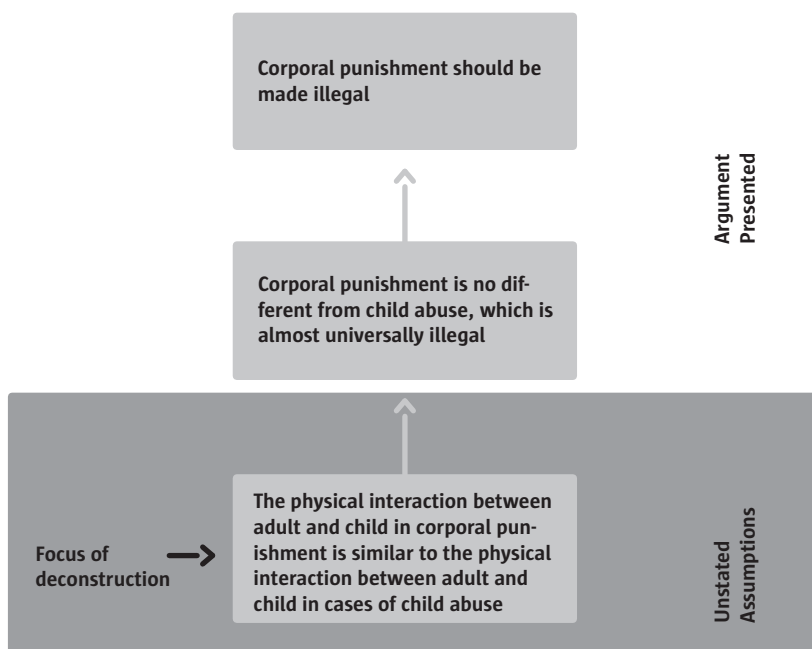 Corporal punishment should be
made illegal
Argument
Presented
Corporal punishment is no dif-
ferent from child abuse, which is
almost universally illegal
Focus of
deconstruction
The physical interaction between
adult and child in corporal pun-
ishment is similar to the physical
interaction between adult and
child in cases of child abuse
Unstated
Assumptions